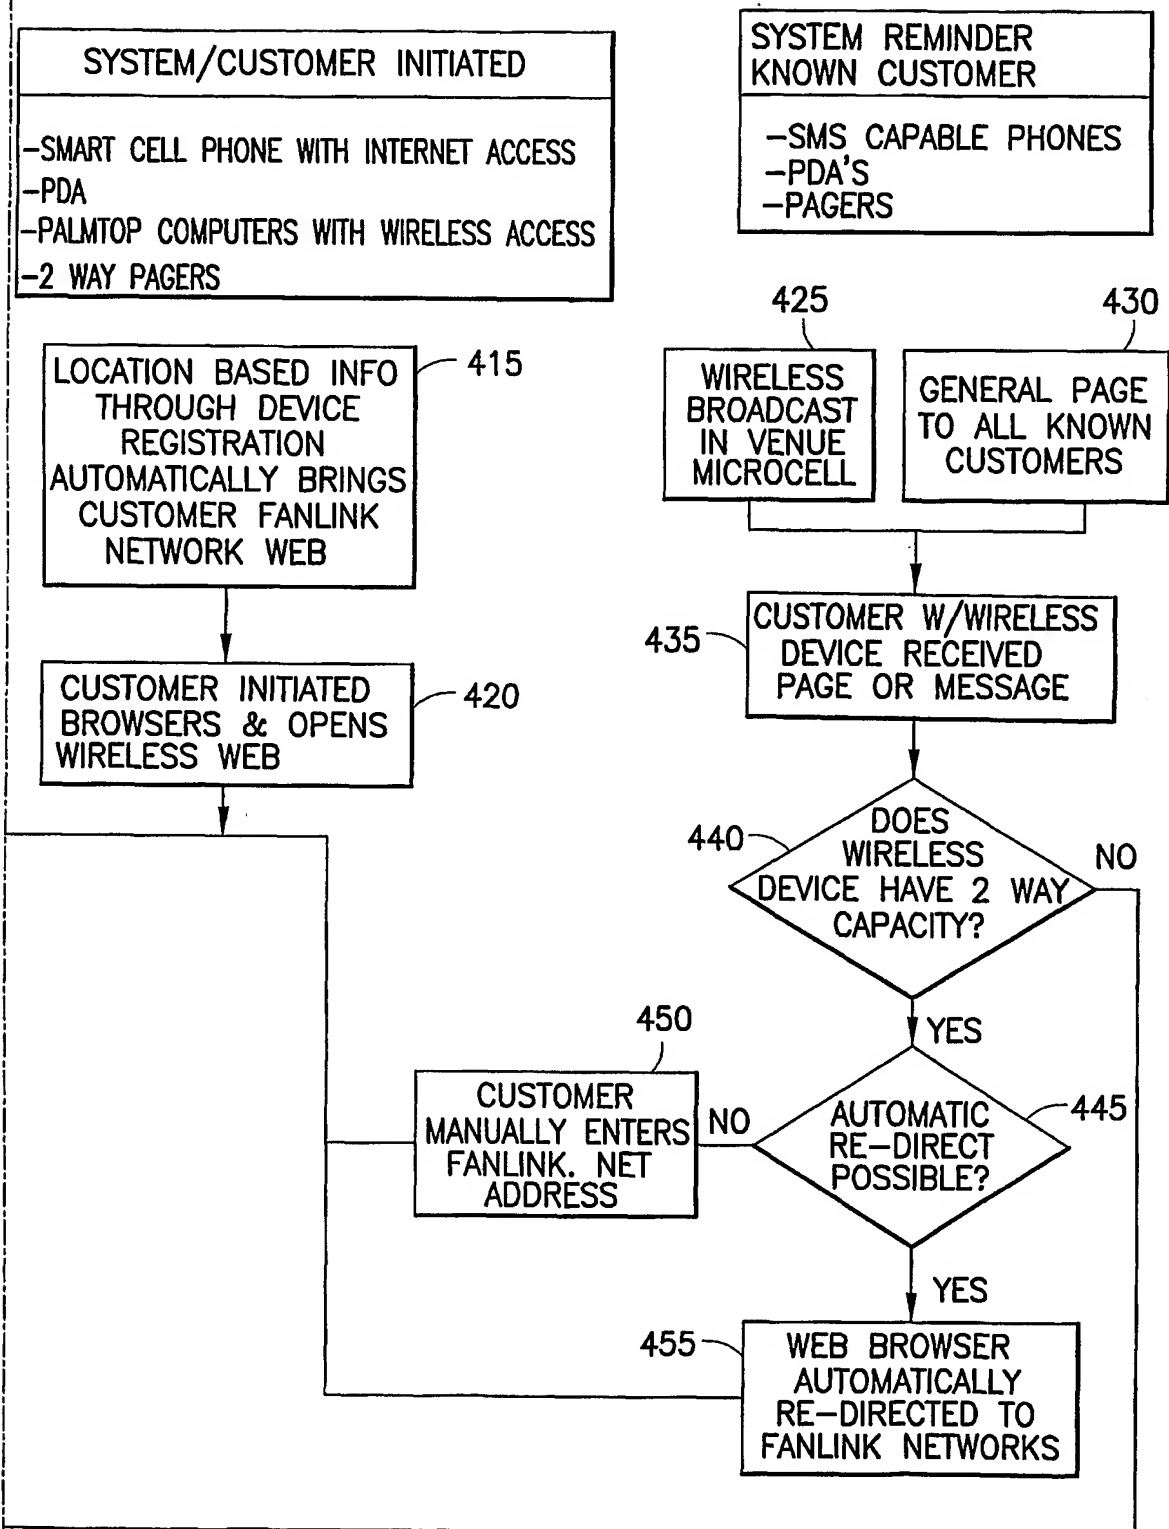 SYSTEM/CUSTOMER INITIATED
-SMART CELL PHONE WITH INTERNET ACCESS
-PDA
-PALMTOP COMPUTERS WITH WIRELESS ACCESS
-2 WAY PAGERS
SYSTEM REMINDER
KNOWN CUSTOMER
-SMS CAPABLE PHONES
-PDA'S
-PAGERS
415
LOCATION BASED INFO
THROUGH DEVICE
REGISTRATION
AUTOMATICALLY BRINGS
CUSTOMER FANLINK
NETWORK WEB
420
CUSTOMER INITIATED
BROWSERS & OPENS
WIRELESS WEB
425
WIRELESS
BROADCAST
IN VENUE
MICROCELL
430
GENERAL PAGE
TO ALL KNOWN
CUSTOMERS
435
CUSTOMER W/WIRELESS
DEVICE RECEIVED
PAGE OR MESSAGE
440
DOES
WIRELESS
DEVICE HAVE 2 WAY
CAPACITY?
NO
YES
445
AUTOMATIC
RE-DIRECT
POSSIBLE?
NO
450
CUSTOMER
MANUALLY ENTERS
FANLINK. NET
ADDRESS
YES
455
WEB BROWSER
AUTOMATICALLY
RE-DIRECTED TO
FANLINK NETWORKS